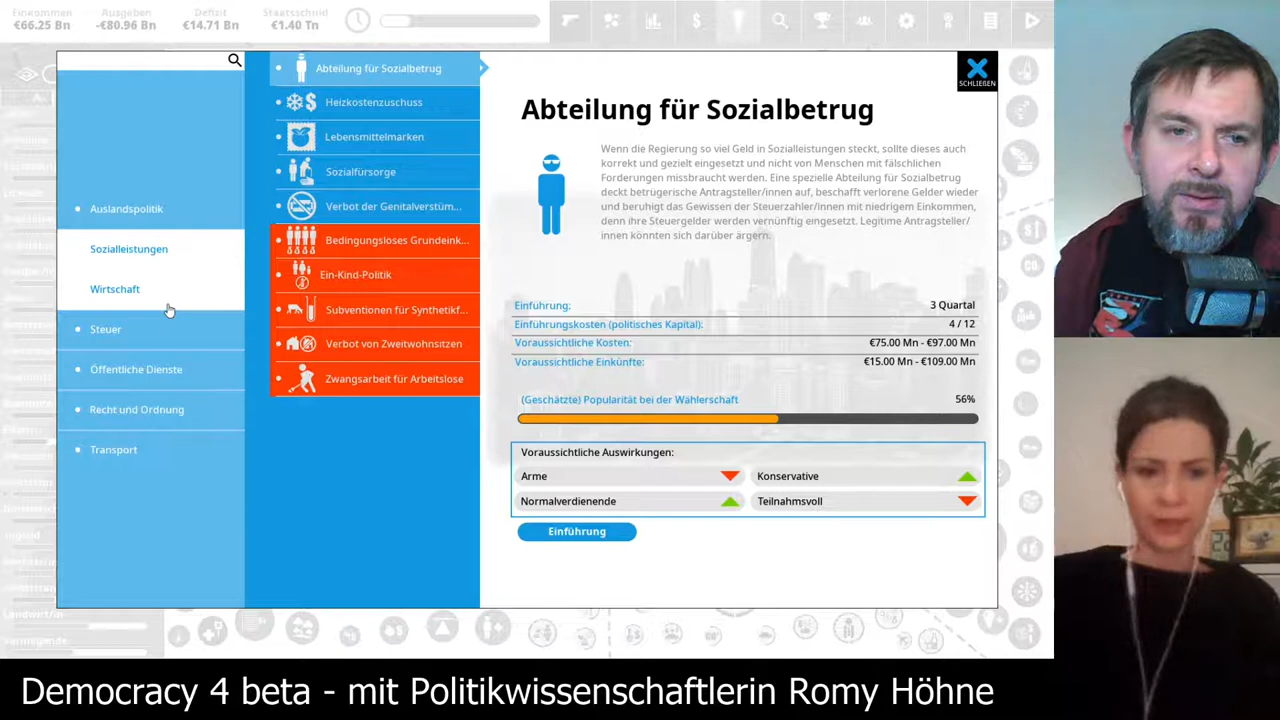 Einkommen Ausgeben Defizit Staatsschuld
€66.25 Bn -€80.96 Bn €14.71 Bn €1.40 Tn
SCHLIEßEN
Auslandspolitik
Sozialleistungen
Wirtschaft
Steuer
Öffentliche Dienste
Recht und Ordnung
Transport
Abteilung für Sozialbetrug
Heizkostenzuschuss
Lebensmittelmarken
Sozialfürsorge
Verbot der Genitalverstüm...
Bedingungsloses Grundeink...
Ein-Kind-Politik
Subventionen für Synthetikf...
Verbot von Zweitwohnsitzen
Zwangsarbeit für Arbeitslose
Abteilung für Sozialbetrug
Wenn die Regierung so viel Geld in Sozialleistungen steckt, sollte dieses auch
korrekt und gezielt eingesetzt und nicht von Menschen mit fälschlichen
Forderungen missbraucht werden. Eine spezielle Abteilung für Sozialbetrug
deckt betrügerische Antragsteller/innen auf, beschafft verlorene Gelder wieder
und beruhigt das Gewissen der Steuerzahler/innen mit niedrigem Einkommen,
denn ihre Steuergelder werden vernünftig eingesetzt. Legitime Antragsteller/
innen könnten sich darüber ärgern.
Einführung: 3 Quartal
Einführungskosten (politisches Kapital): 4 / 12
Voraussichtliche Kosten: €75.00 Mn - €97.00 Mn
Voraussichtliche Einkünfte: €15.00 Mn - €109.00 Mn
(Geschätzte) Popularität bei der Wählerschaft 56%
Voraussichtliche Auswirkungen:
Arme Konservative
Normalverdienende Teilnahmsvoll
Einführung
Democracy 4 beta - mit Politikwissenschaftlerin Romy Höhne